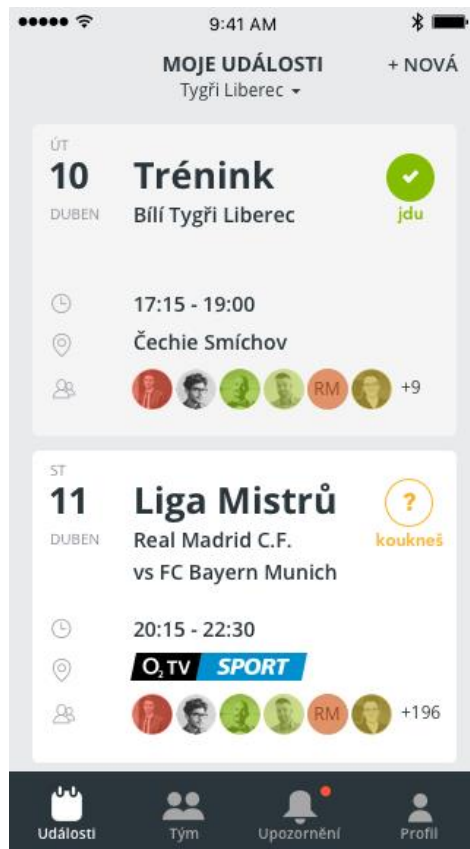 9:41 AM
MOJE UDÁLOSTI
+ NOVÁ
Tygři Liberec
ÚT
10
DUBEN
Trénink
Bílí Tygři Liberec
jdu
17:15 - 19:00
Čechie Smíchov
RM
+9
ST
11
DUBEN
Liga Mistrů
Real Madrid C.F.
vs FC Bayern Munich
?
koukneš
20:15 - 22:30
O2 TV SPORT
RM
+196
Události
Tým
Upozornění
Profil